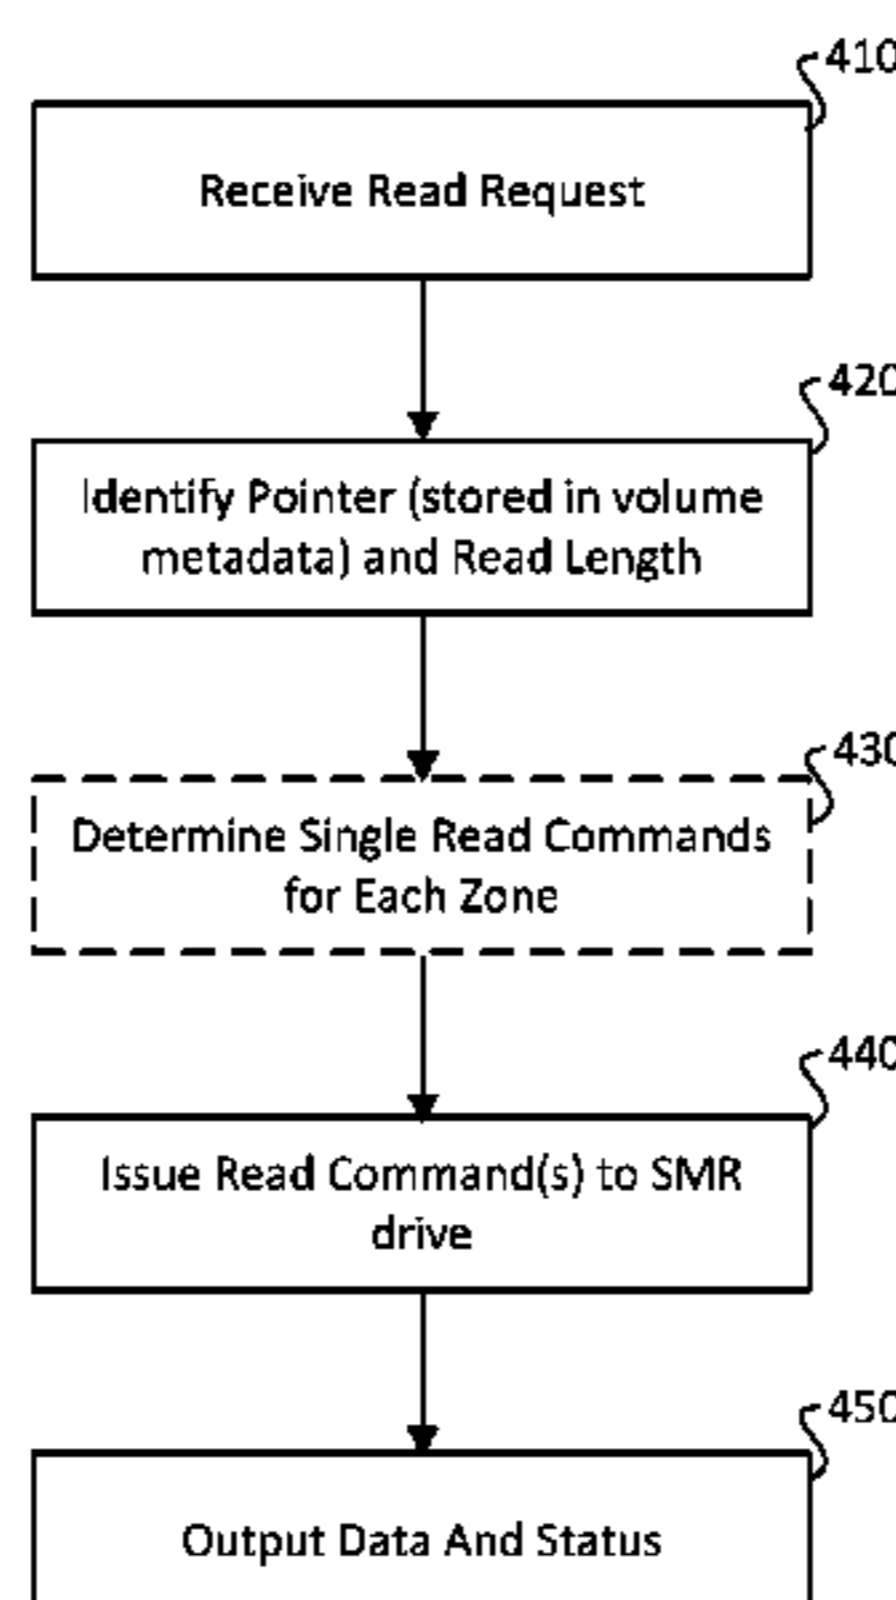 410
Receive Read Request
420
Identify Pointer (stored in volume
metadata) and Read Length
430
Determine Single Read Commands
for Each Zone
440
Issue Read Command(s) to SMR
drive
450
Output Data And Status